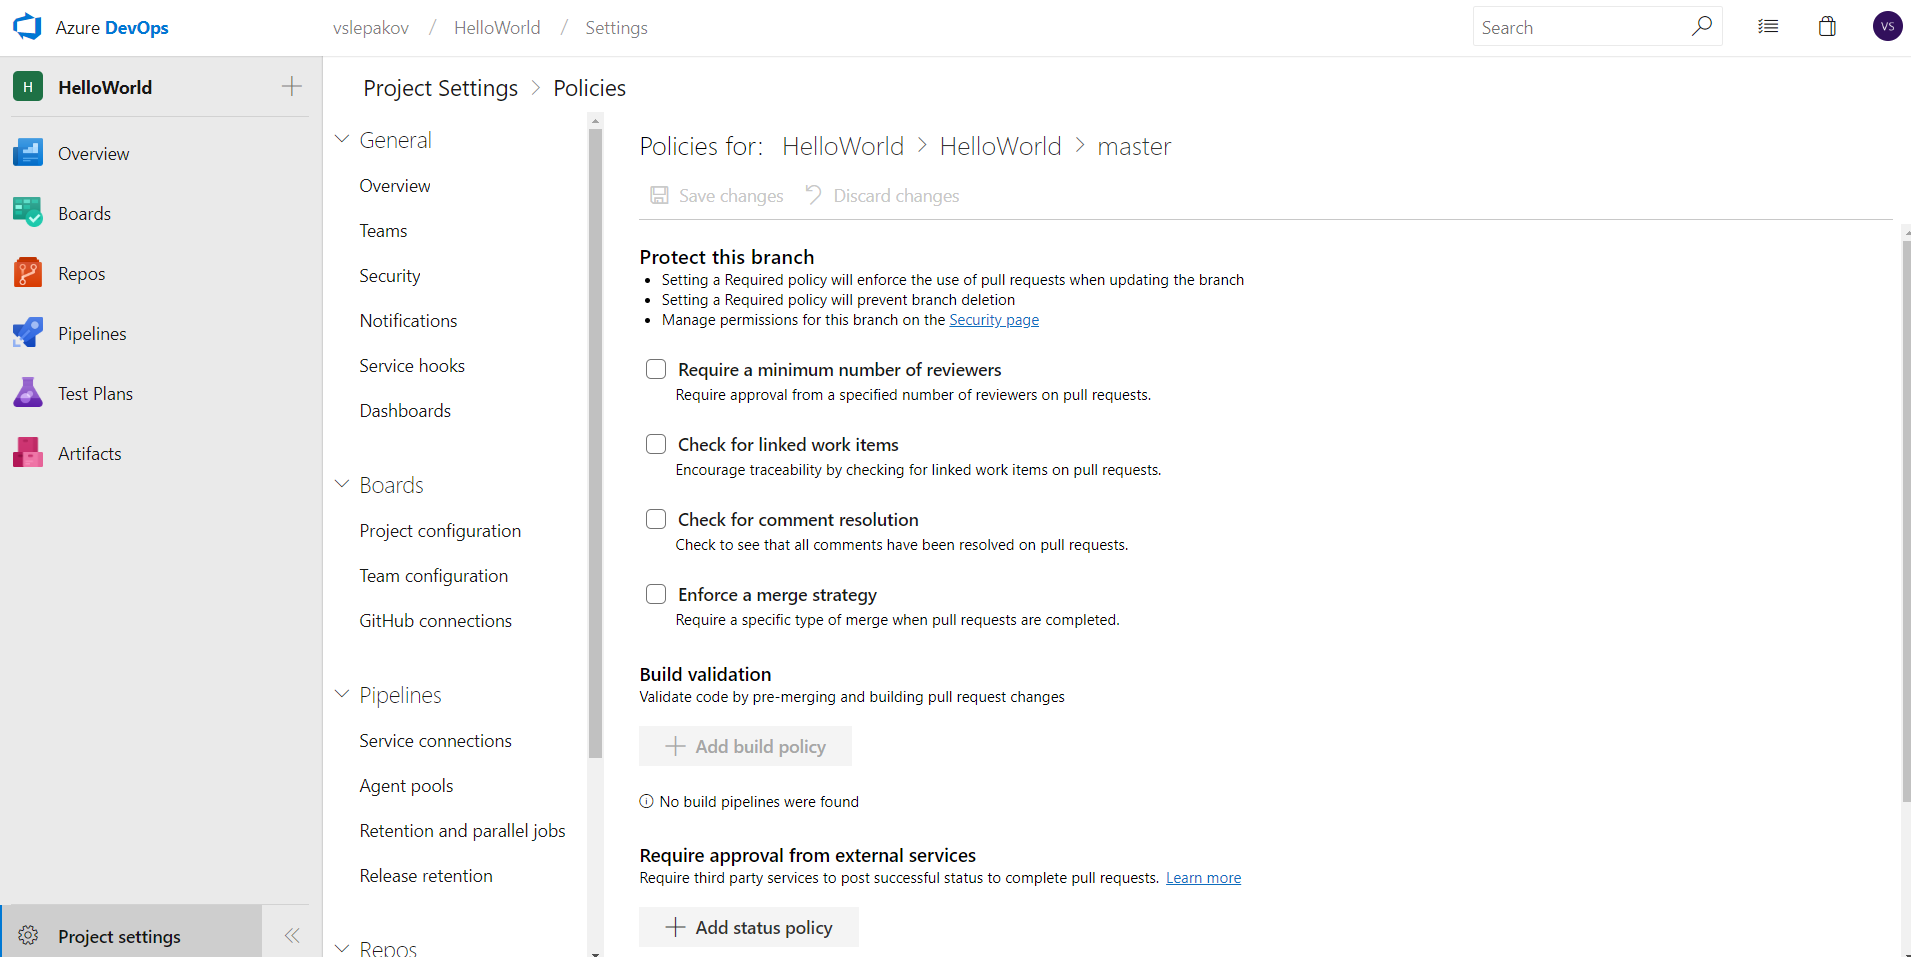 Azure DevOps
vslepakov / HelloWorld / Settings
Search
VS
H HelloWorld
Overview
Boards
Repos
Pipelines
Test Plans
Artifacts
Project settings
Project Settings > Policies
General
Overview
Teams
Security
Notifications
Service hooks
Dashboards
Boards
Project configuration
Team configuration
GitHub connections
Pipelines
Service connections
Agent pools
Retention and parallel jobs
Release retention
Repos
Policies for: HelloWorld > HelloWorld > master
Save changes Discard changes
Protect this branch
• Setting a Required policy will enforce the use of pull requests when updating the branch
• Setting a Required policy will prevent branch deletion
• Manage permissions for this branch on the Security page
Require a minimum number of reviewers
Require approval from a specified number of reviewers on pull requests.
Check for linked work items
Encourage traceability by checking for linked work items on pull requests.
Check for comment resolution
Check to see that all comments have been resolved on pull requests.
Enforce a merge strategy
Require a specific type of merge when pull requests are completed.
Build validation
Validate code by pre-merging and building pull request changes
+ Add build policy
No build pipelines were found
Require approval from external services
Require third party services to post successful status to complete pull requests. Learn more
+ Add status policy